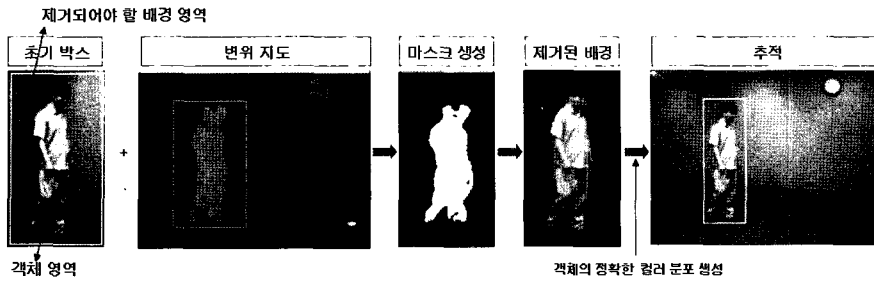 제거되어야 할 배경 영역
초기 박스
변위 지도
마스크 생성
제거된 배경
추적
+
객체 영역
객체의 정확한 컬러 분포 생성